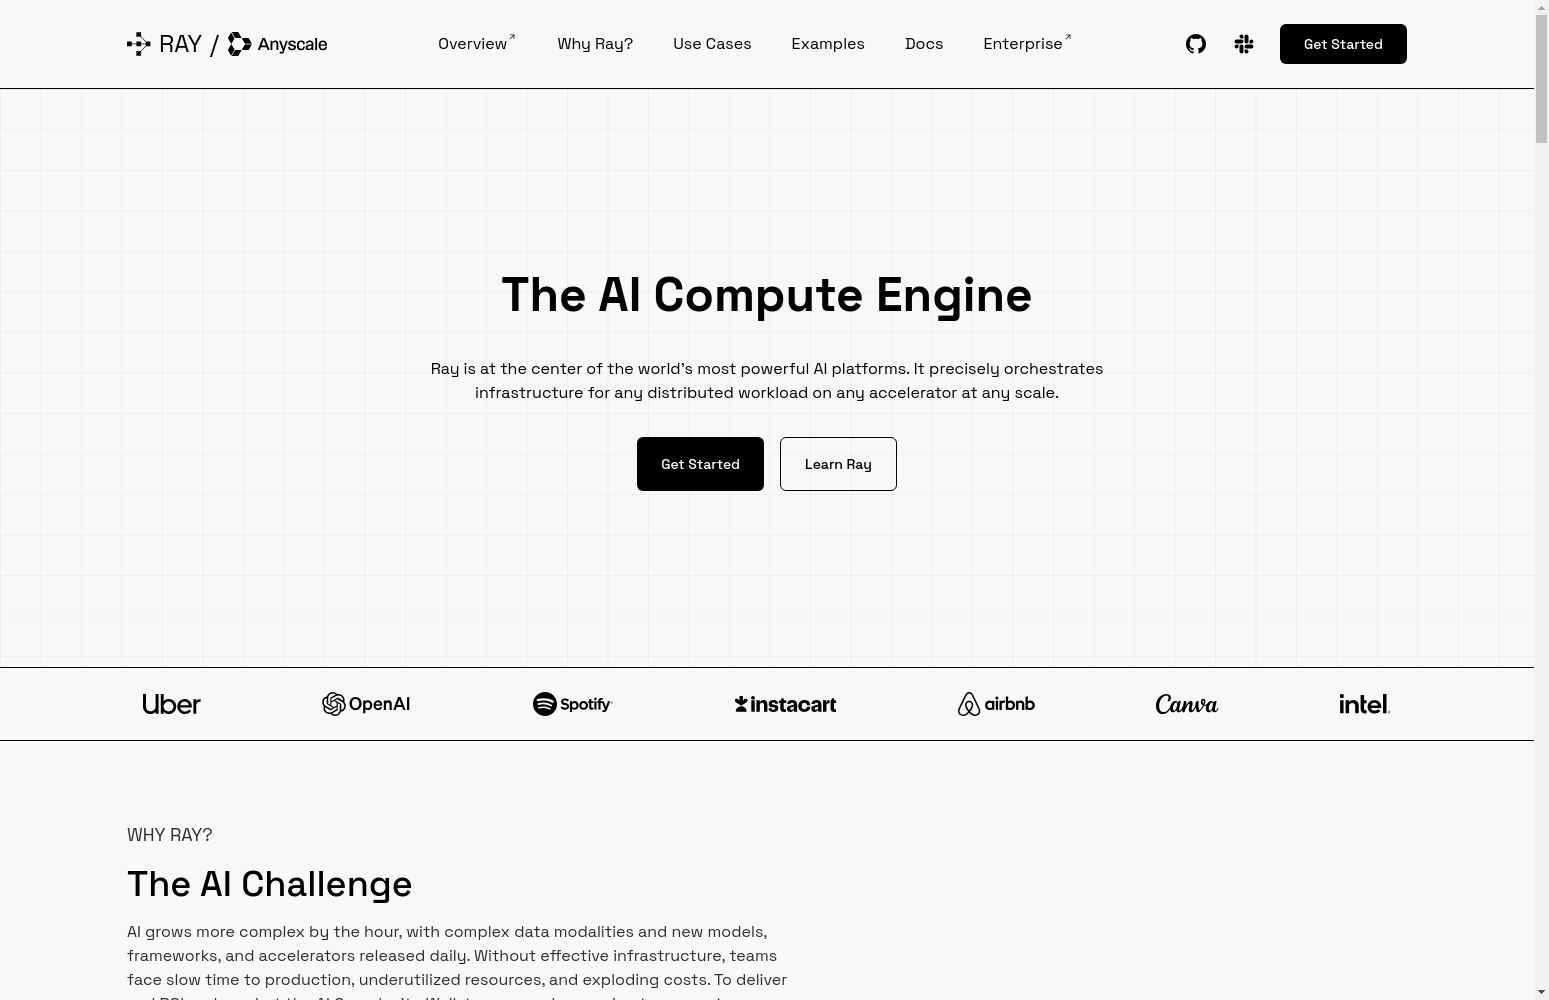 RAY / Anyscale
Overview↗
Why Ray?
Use Cases
Examples
Docs
Enterprise↗
Get Started
The AI Compute Engine
Ray is at the center of the world's most powerful AI platforms. It precisely orchestrates
infrastructure for any distributed workload on any accelerator at any scale.
Get Started
Learn Ray
Uber
OpenAI
Spotify
instacart
airbnb
Canva
intel.
WHY RAY?
The AI Challenge
AI grows more complex by the hour, with complex data modalities and new models,
frameworks, and accelerators released daily. Without effective infrastructure, teams
face slow time to production, underutilized resources, and exploding costs. To deliver